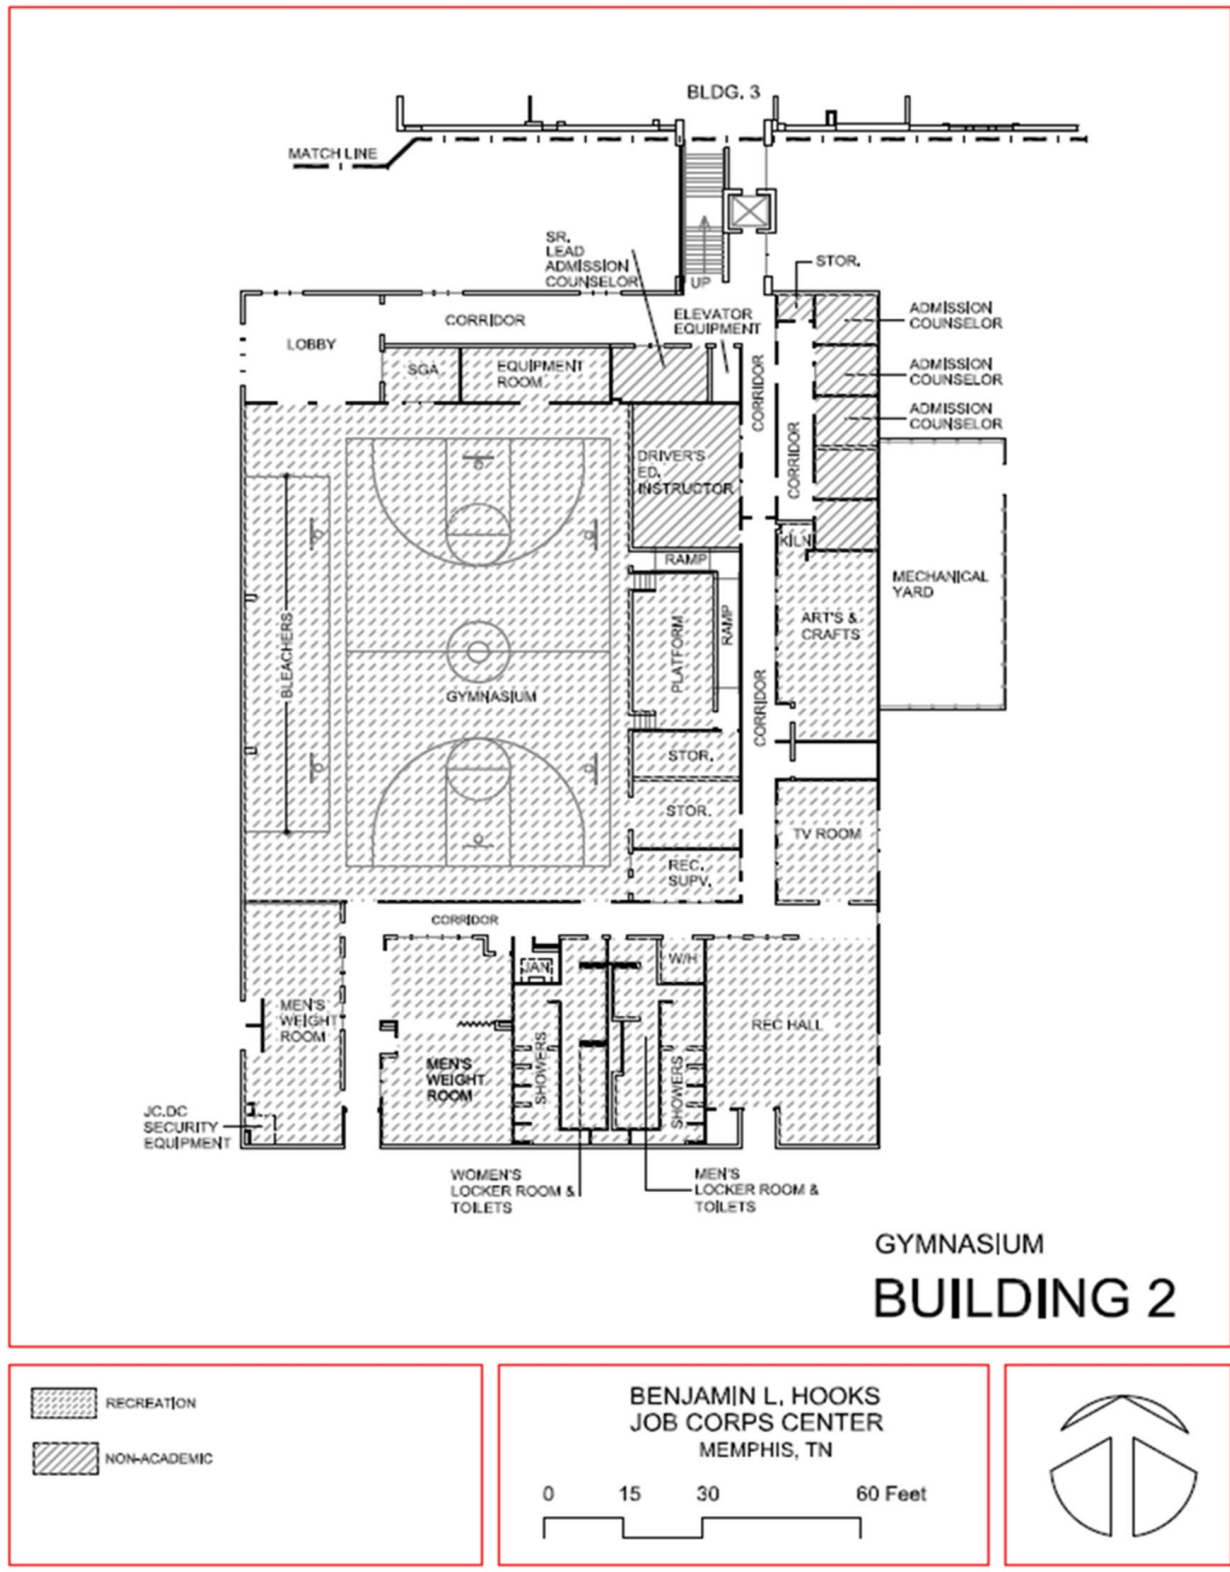 BLDG. 3
MATCH LINE
SR.
LEAD
ADMISSION
COUNSELOR
STOR.
UP
ELEVATOR
EQUIPMENT
ADMISSION
COUNSELOR
CORRIDOR
LOBBY
SGA
EQUIPMENT
ROOM
ADMISSION
COUNSELOR
CORRIDOR
ADMISSION
COUNSELOR
CORRIDOR
DRIVER'S
ED.
INSTRUCTOR
KILN
RAMP
MECHANICAL
YARD
ART'S &
CRAFTS
RAMP
PLATFORM
BLEACHERS
GYMNASIUM
CORRIDOR
STOR.
STOR.
TV ROOM
REC.
SUPV.
CORRIDOR
JAN
W/H
MEN'S
WEIGHT
ROOM
REC HALL
MEN'S
WEIGHT
ROOM
SHOWERS
SHOWERS
JC.DC
SECURITY
EQUIPMENT
WOMEN'S
LOCKER ROOM &
TOILETS
MEN'S
LOCKER ROOM &
TOILETS
GYMNASIUM
BUILDING 2
RECREATION
NON-ACADEMIC
BENJAMIN L. HOOKS
JOB CORPS CENTER
MEMPHIS, TN
0 15 30 60 Feet